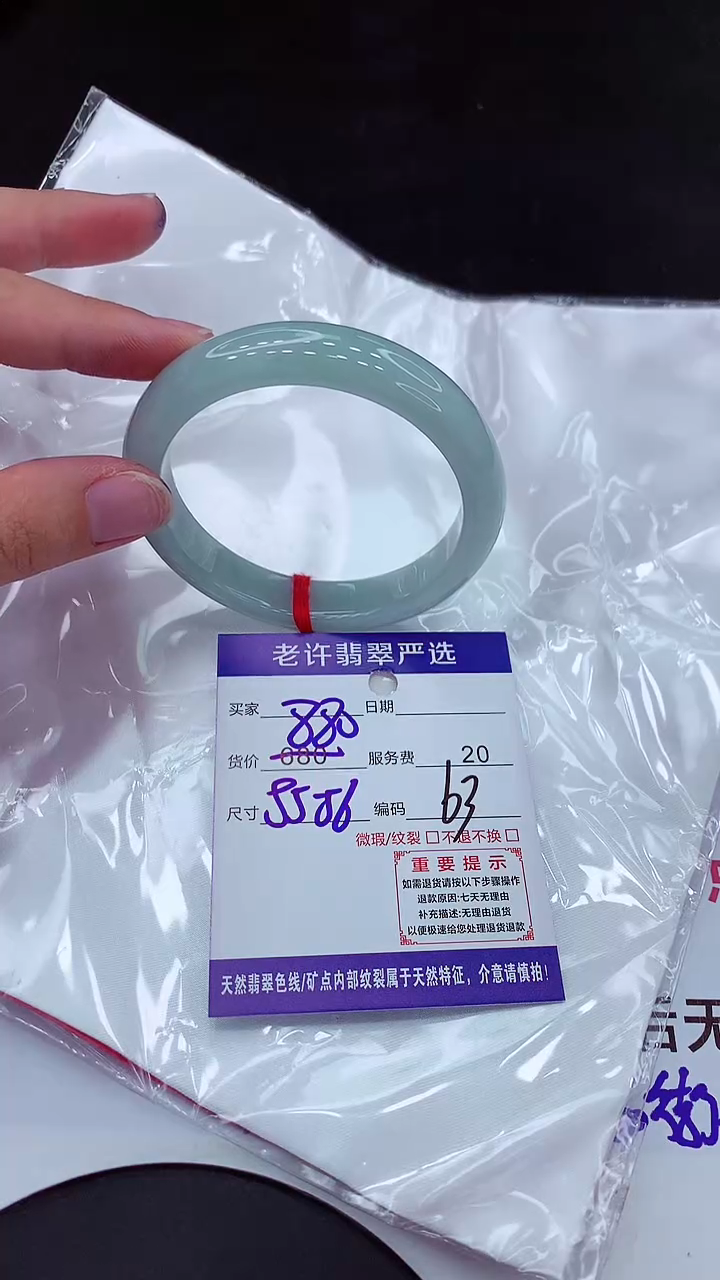 老许翡翠严选
买家 880 日期
货价 680 服务费 20
尺寸 5556 编码 63
微瑕/纹裂 □ 不退不换 □
重要提示
如需退货请按以下步骤操作
退款原因:七天无理由
补充描述:无理由退货
以便极速给您处理退货退款
天然翡翠色线/矿点内部纹裂属于天然特征，介意请慎拍！
后无